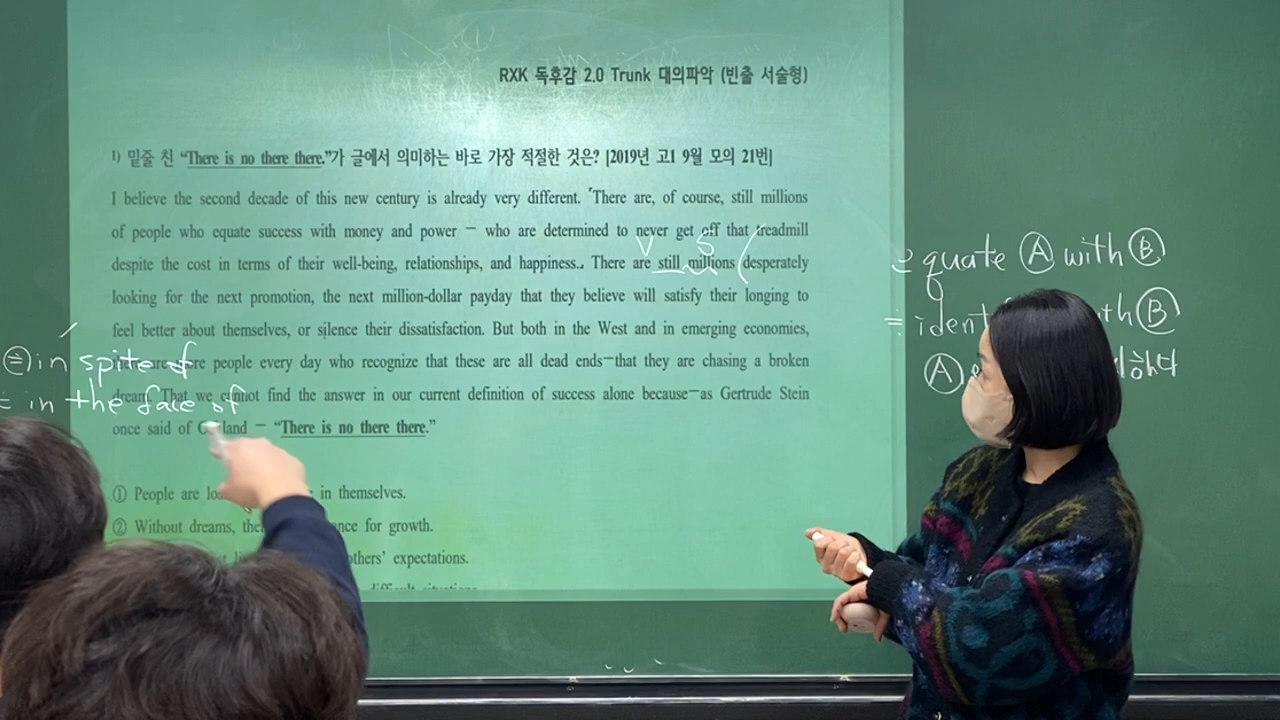 RXK 독후감 2.0 Trunk 대의파악 (빈출 서술형)
1) 밑줄 친 “There is no there there.”가 글에서 의미하는 바로 가장 적절한 것은? [2019년 고1 9월 모의 21번]
I believe the second decade of this new century is already very different. There are, of course, still millions
of people who equate success with money and power − who are determined to never get off that treadmill
despite the cost in terms of their well-being, relationships, and happiness.. There are still millions desperately
looking for the next promotion, the next million-dollar payday that they believe will satisfy their longing to
feel better about themselves, or silence their dissatisfaction. But both in the West and in emerging economies,
people every day who recognize that these are all dead ends−that they are chasing a broken
dream. That we cannot find the answer in our current definition of success alone because−as Gertrude Stein
once said of land − “There is no there there.”
① People are in themselves.
② Without dreams, for growth.
others’ expectations.
difficult situations
V S (
equate Ⓐ with Ⓑ
= Ⓑ
Ⓐ 하다
in spite of
= in the face of